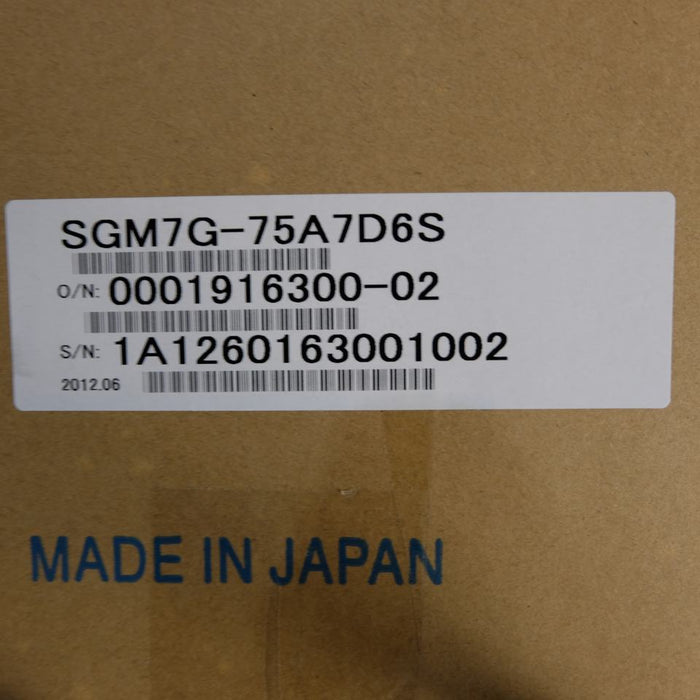 SGM7G-75A7D6S
O/N: 0001916300-02
S/N: 1A1260163001002
2012.06
MADE IN JAPAN